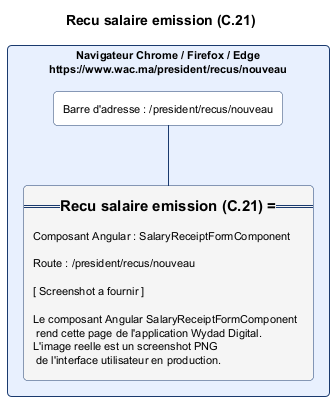 Recu salaire emission (C.21)
Navigateur Chrome / Firefox / Edge
https://www.wac.ma/president/recus/nouveau
Barre d'adresse : /president/recus/nouveau
Recu salaire emission (C.21) =
Composant Angular : SalaryReceiptFormComponent
Route : /president/recus/nouveau
[ Screenshot a fournir ]
Le composant Angular SalaryReceiptFormComponent
rend cette page de l'application Wydad Digital.
L'image reelle est un screenshot PNG
de l'interface utilisateur en production.